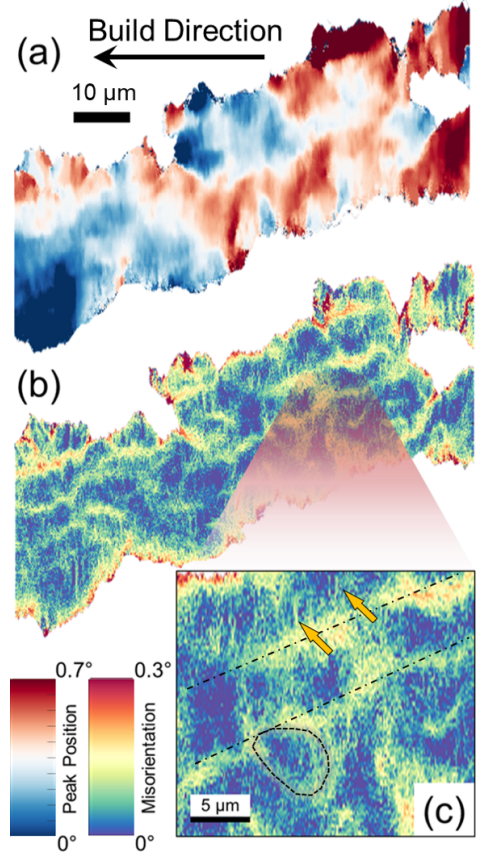 (a)
Build Direction
10 µm
(b)
0.7°
0.3°
Peak Position
Misorientation
0°
0°
5 µm
(c)